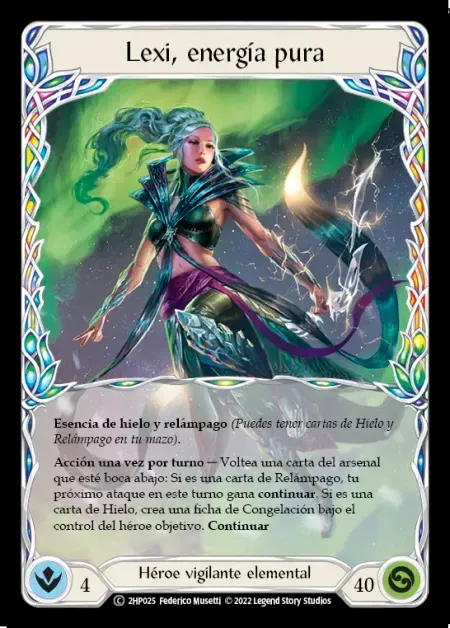 Lexi, energía pura
Esencia de hielo y relámpago (Puedes tener cartas de Hielo y
Relámpago en tu mazo).
Acción una vez por turno — Voltea una carta del arsenal
que esté boca abajo: Si es una carta de Relámpago, tu
próximo ataque en este turno gana continuar. Si es una
carta de Hielo, crea una ficha de Congelación bajo el
control del héroe objetivo. Continuar
4
Héroe vigilante elemental
40
C 2HP025 Federico Musetti © 2022 Legend Story Studios